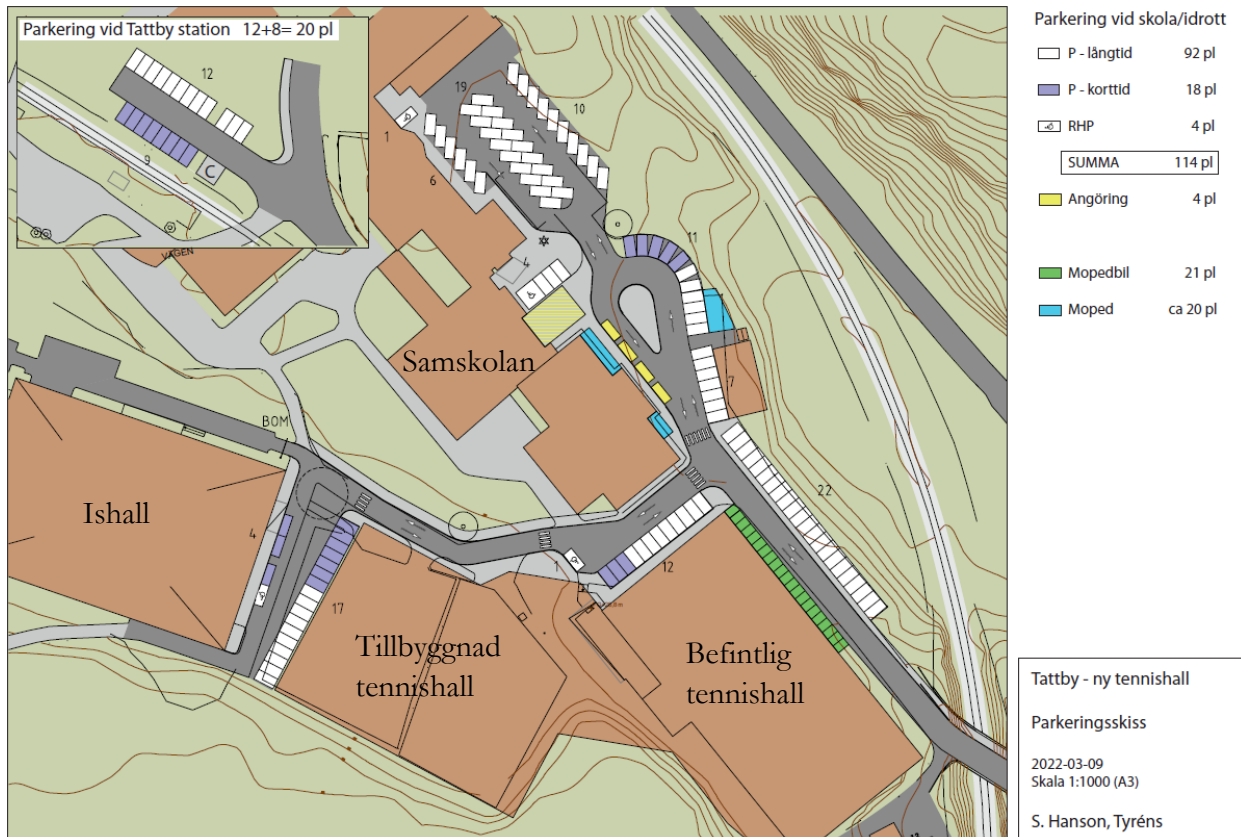 Parkering vid Tattby station 12+8= 20 pl
12
9
C
VÄGEN
19
10
1
6
4
11
7
22
Samskolan
BOM
Ishall
4
17
1
12
Tillbyggnad
tennishall
Befintlig
tennishall
Parkering vid skola/idrott
P - långtid 92 pl
P - korttid 18 pl
RHP 4 pl
SUMMA 114 pl
Angöring 4 pl
Mopedbil 21 pl
Moped ca 20 pl
Tattby - ny tennishall
Parkeringsskiss
2022-03-09
Skala 1:1000 (A3)
S. Hanson, Tyréns